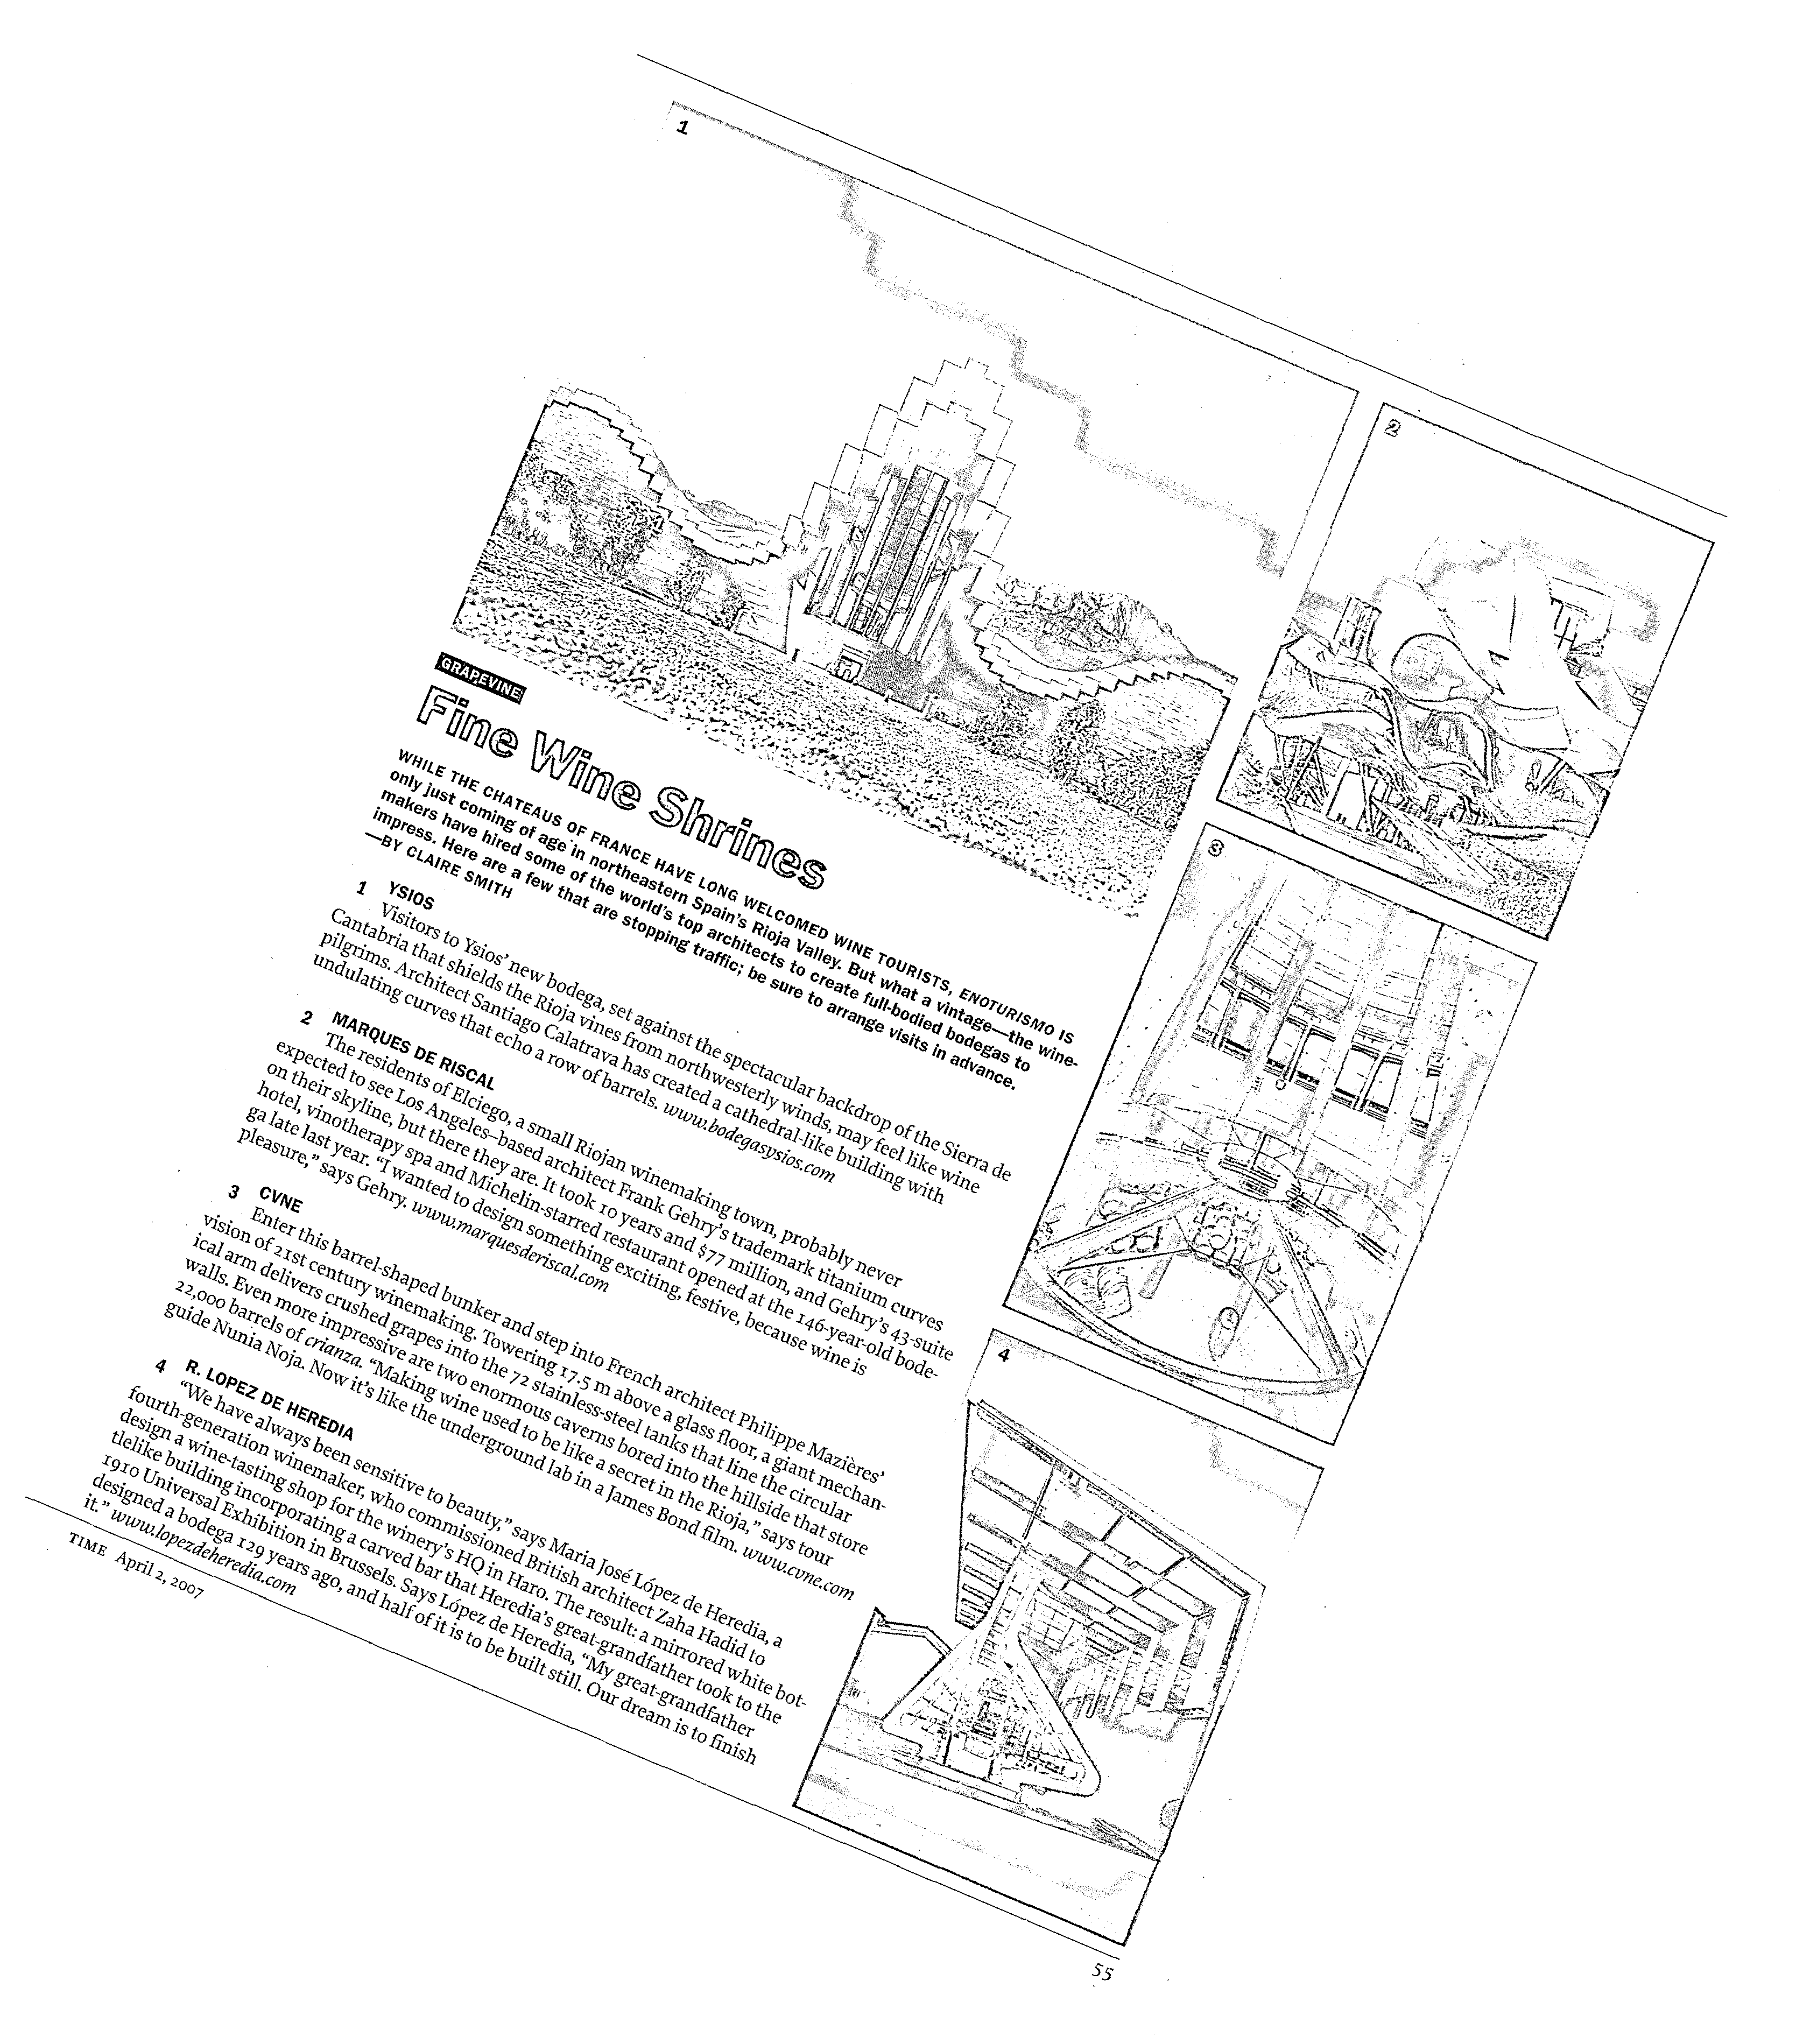 1
2
3
4
GRAPEVINE
Fine Wine Shrines
WHILE THE CHATEAUS OF FRANCE HAVE LONG WELCOMED WINE TOURISTS, ENOTURISMO IS
only just coming of age in northeastern Spain's Rioja Valley. But what a vintage—the wine-
makers have hired some of the world's top architects to create full-bodied bodegas to
impress. Here are a few that are stopping traffic; be sure to arrange visits in advance.
—BY CLAIRE SMITH
1 YSIOS
Visitors to Ysios' new bodega, set against the spectacular backdrop of the Sierra de
Cantabria that shields the Rioja vines from northwesterly winds, may feel like wine
pilgrims. Architect Santiago Calatrava has created a cathedral-like building with
undulating curves that echo a row of barrels. www.bodegasysios.com
2 MARQUES DE RISCAL
The residents of Elciego, a small Riojan winemaking town, probably never
expected to see Los Angeles–based architect Frank Gehry's trademark titanium curves
on their skyline, but there they are. It took 10 years and $77 million, and Gehry's 43-suite
hotel, vinotherapy spa and Michelin-starred restaurant opened at the 146-year-old bode-
ga late last year. "I wanted to design something exciting, festive, because wine is
pleasure," says Gehry. www.marquesderiscal.com
3 CVNE
Enter this barrel-shaped bunker and step into French architect Philippe Mazières'
vision of 21st century winemaking. Towering 17.5 m above a glass floor, a giant mechan-
ical arm delivers crushed grapes into the 72 stainless-steel tanks that line the circular
walls. Even more impressive are two enormous caverns bored into the hillside that store
22,000 barrels of crianza. "Making wine used to be like a secret in the Rioja," says tour
guide Nunia Noja. Now it's like the underground lab in a James Bond film. www.cvne.com
4 R. LOPEZ DE HEREDIA
"We have always been sensitive to beauty," says Maria José López de Heredia, a
fourth-generation winemaker, who commissioned British architect Zaha Hadid to
design a wine-tasting shop for the winery's HQ in Haro. The result: a mirrored white bot-
tlelike building incorporating a carved bar that Heredia's great-grandfather took to the
1910 Universal Exhibition in Brussels. Says López de Heredia, "My great-grandfather
designed a bodega 129 years ago, and half of it is to be built still. Our dream is to finish
it." www.lopezdeheredia.com
TIME April 2, 2007
55